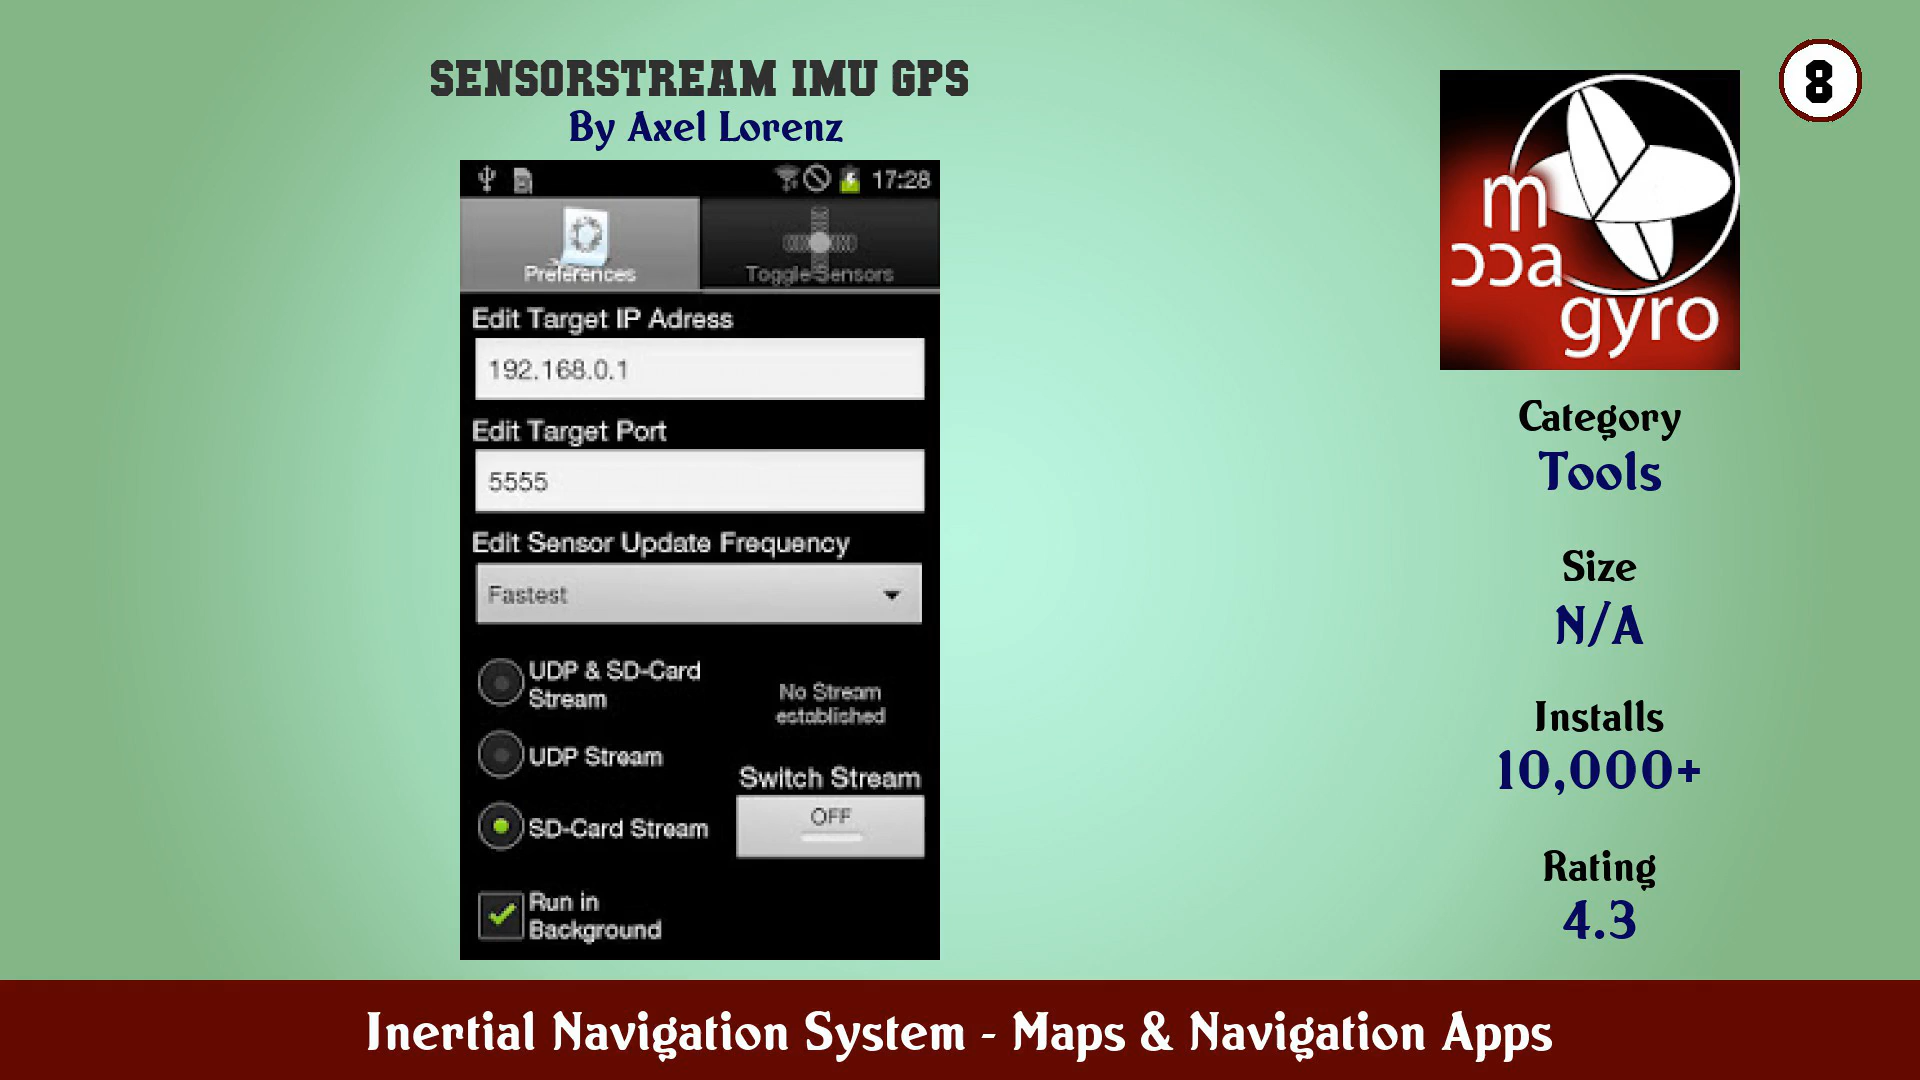 SENSORSTREAM IMU GPS
By Axel Lorenz
8
17:28
Preferences
Toggle Sensors
Edit Target IP Adress
192.168.0.1
Edit Target Port
5555
Edit Sensor Update Frequency
Fastest
UDP & SD-Card
Stream
No Stream
established
UDP Stream
Switch Stream
OFF
SD-Card Stream
Run in
Background
m
acc
gyro
Category
Tools
Size
N/A
Installs
10,000+
Rating
4.3
Inertial Navigation System - Maps & Navigation Apps